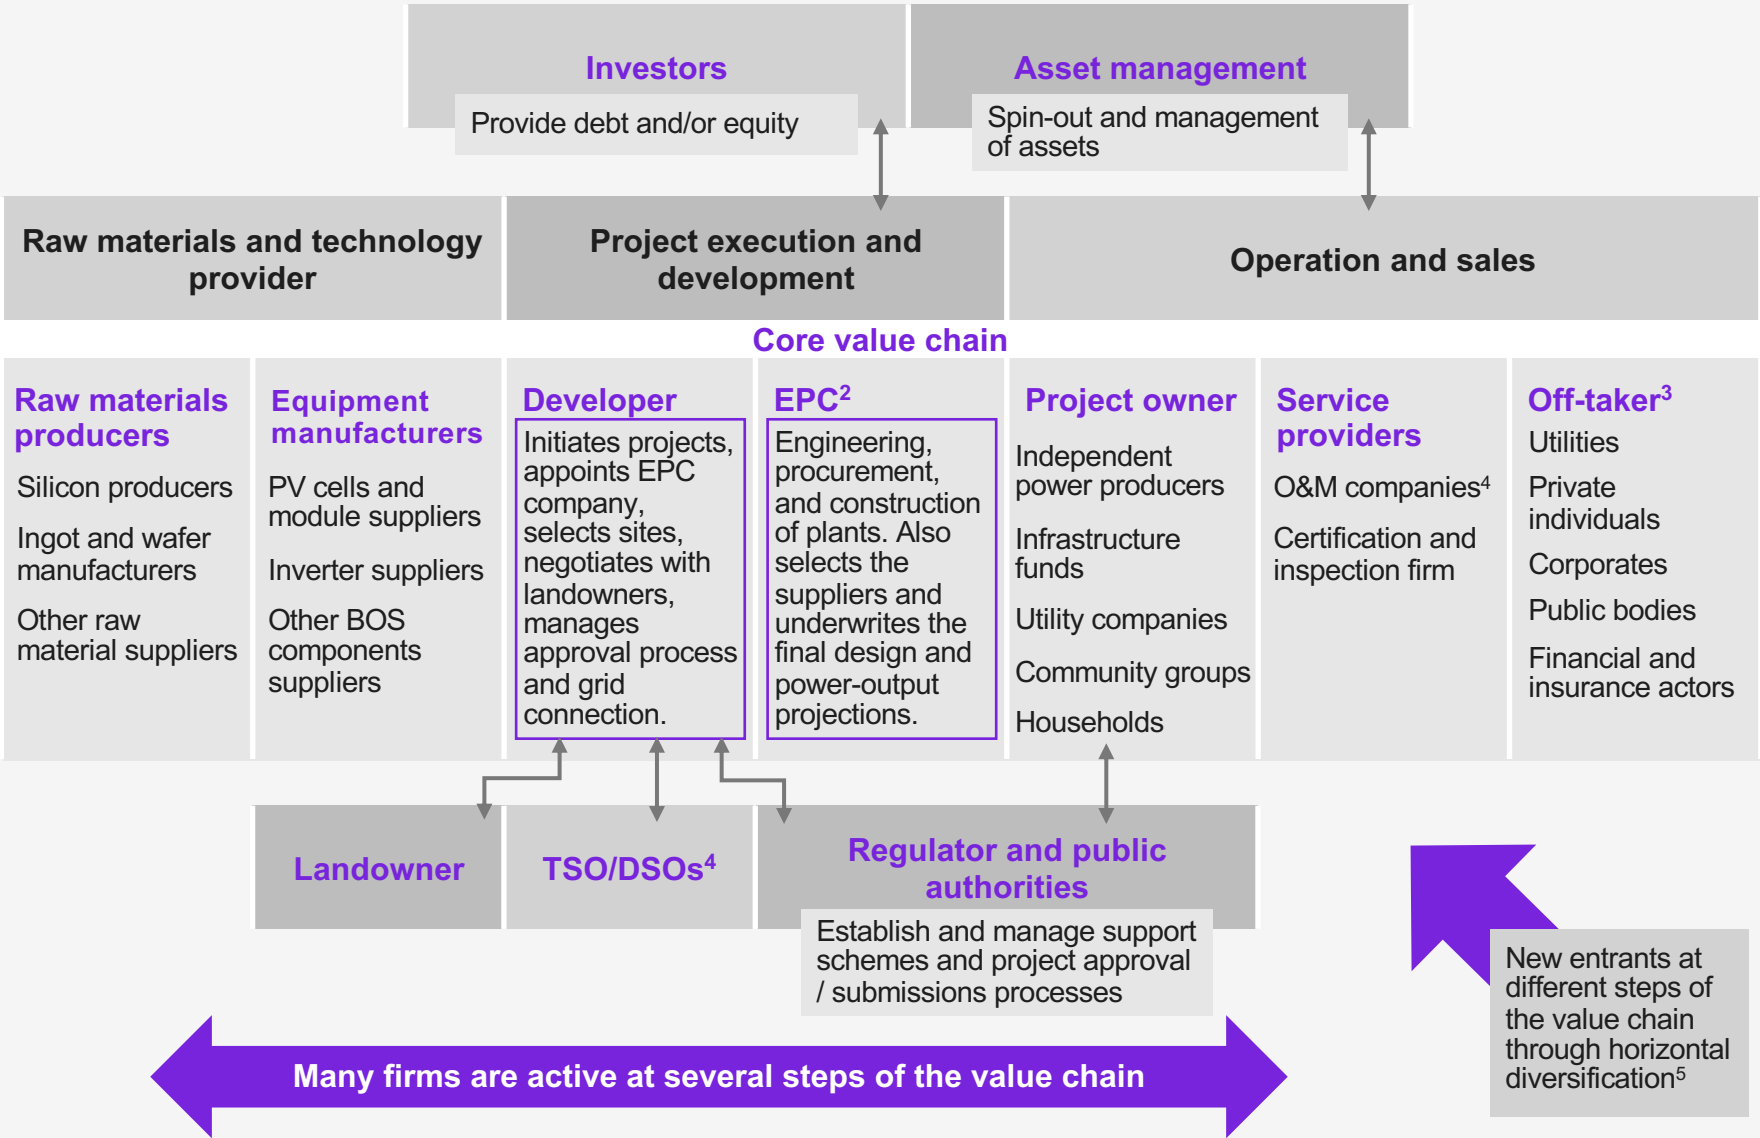 Investors
Provide debt and/or equity
Asset management
Spin-out and management
of assets
Raw materials and technology
provider
Project execution and
development
Operation and sales
Core value chain
Raw materials
producers
Silicon producers
Ingot and wafer
manufacturers
Other raw
material suppliers
Equipment
manufacturers
PV cells and
module suppliers
Inverter suppliers
Other BOS
components
suppliers
Developer
Initiates projects,
appoints EPC
company,
selects sites,
negotiates with
landowners,
manages
approval process
and grid
connection.
EPC²
Engineering,
procurement,
and construction
of plants. Also
selects the
suppliers and
underwrites the
final design and
power-output
projections.
Project owner
Independent
power producers
Infrastructure
funds
Utility companies
Community groups
Households
Service
providers
O&M companies⁴
Certification and
inspection firm
Off-taker³
Utilities
Private
individuals
Corporates
Public bodies
Financial and
insurance actors
Landowner
TSO/DSOs⁴
Regulator and public
authorities
Establish and manage support
schemes and project approval
/ submissions processes
New entrants at
different steps of
the value chain
through horizontal
diversification⁵
Many firms are active at several steps of the value chain